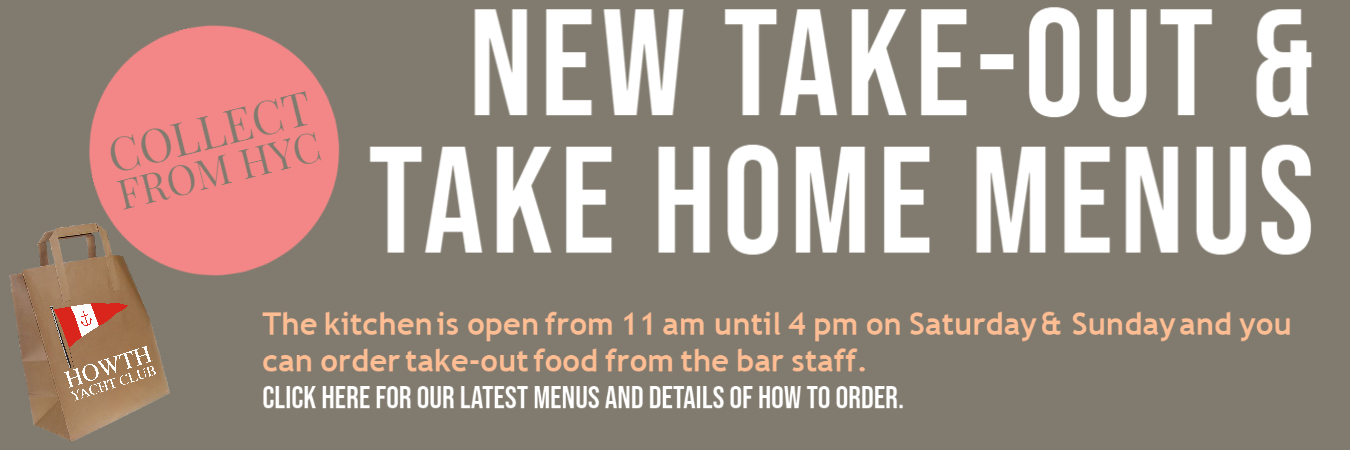 COLLECT
FROM HYC
NEW TAKE-OUT &
TAKE HOME MENUS
HOWTH
YACHT CLUB
The kitchen is open from 11 am until 4 pm on Saturday & Sunday and you
can order take-out food from the bar staff.
CLICK HERE FOR OUR LATEST MENUS AND DETAILS OF HOW TO ORDER.